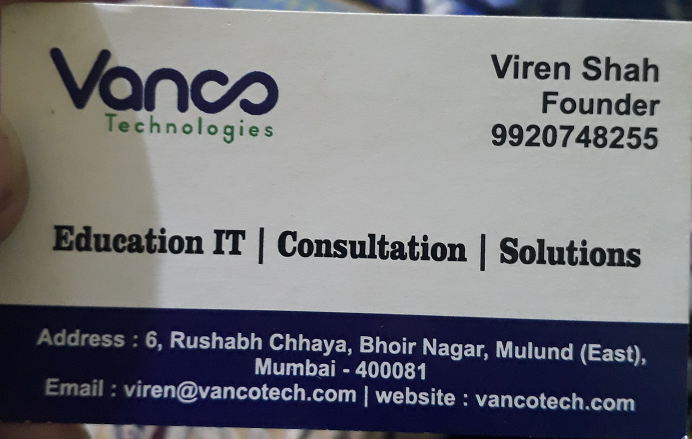 Vanco
Technologies
Viren Shah
Founder
9920748255
Education IT | Consultation | Solutions
Address : 6, Rushabh Chhaya, Bhoir Nagar, Mulund (East),
Mumbai - 400081
Email : viren@vancotech.com | website : vancotech.com